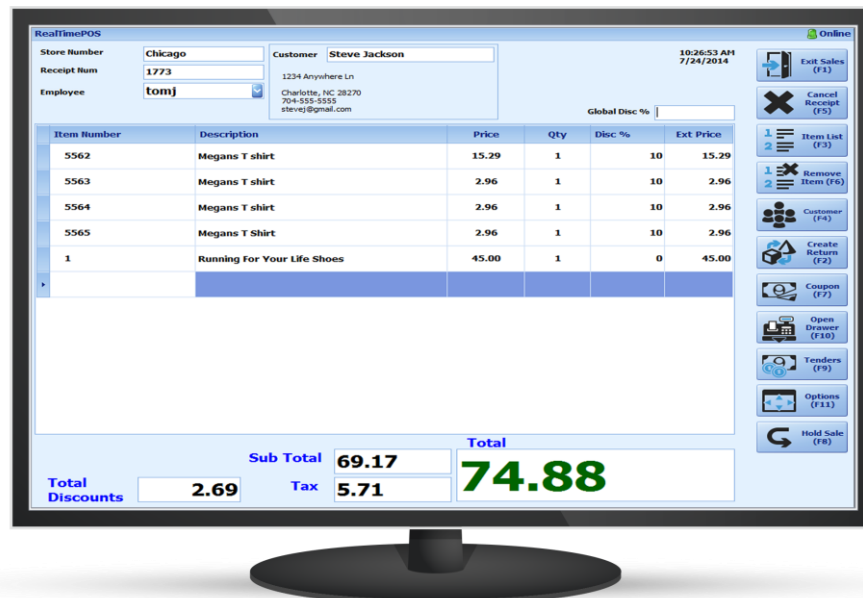 RealTimePOS
Online
Store Number Chicago
Receipt Num 1773
Employee tomj
Customer Steve Jackson
1234 Anywhere Ln
Charlotte, NC 28270
704-555-5555
stevej@gmail.com
10:26:53 AM
7/24/2014
Global Disc %
Item Number Description Price Qty Disc % Ext Price
5562 Megans T shirt 15.29 1 10 15.29
5563 Megans T shirt 2.96 1 10 2.96
5564 Megans T shirt 2.96 1 10 2.96
5565 Megans T Shirt 2.96 1 10 2.96
1 Running For Your Life Shoes 45.00 1 0 45.00
Exit Sales
(F1)
Cancel
Receipt
(F5)
1 2
Item List
(F3)
1 2
Remove
Item (F6)
Customer
(F4)
Create
Return
(F2)
Coupon
(F7)
Open
Drawer
(F10)
Tenders
(F9)
Options
(F11)
Hold Sale
(F8)
Total
Discounts 2.69
Sub Total 69.17
Tax 5.71
Total
74.88